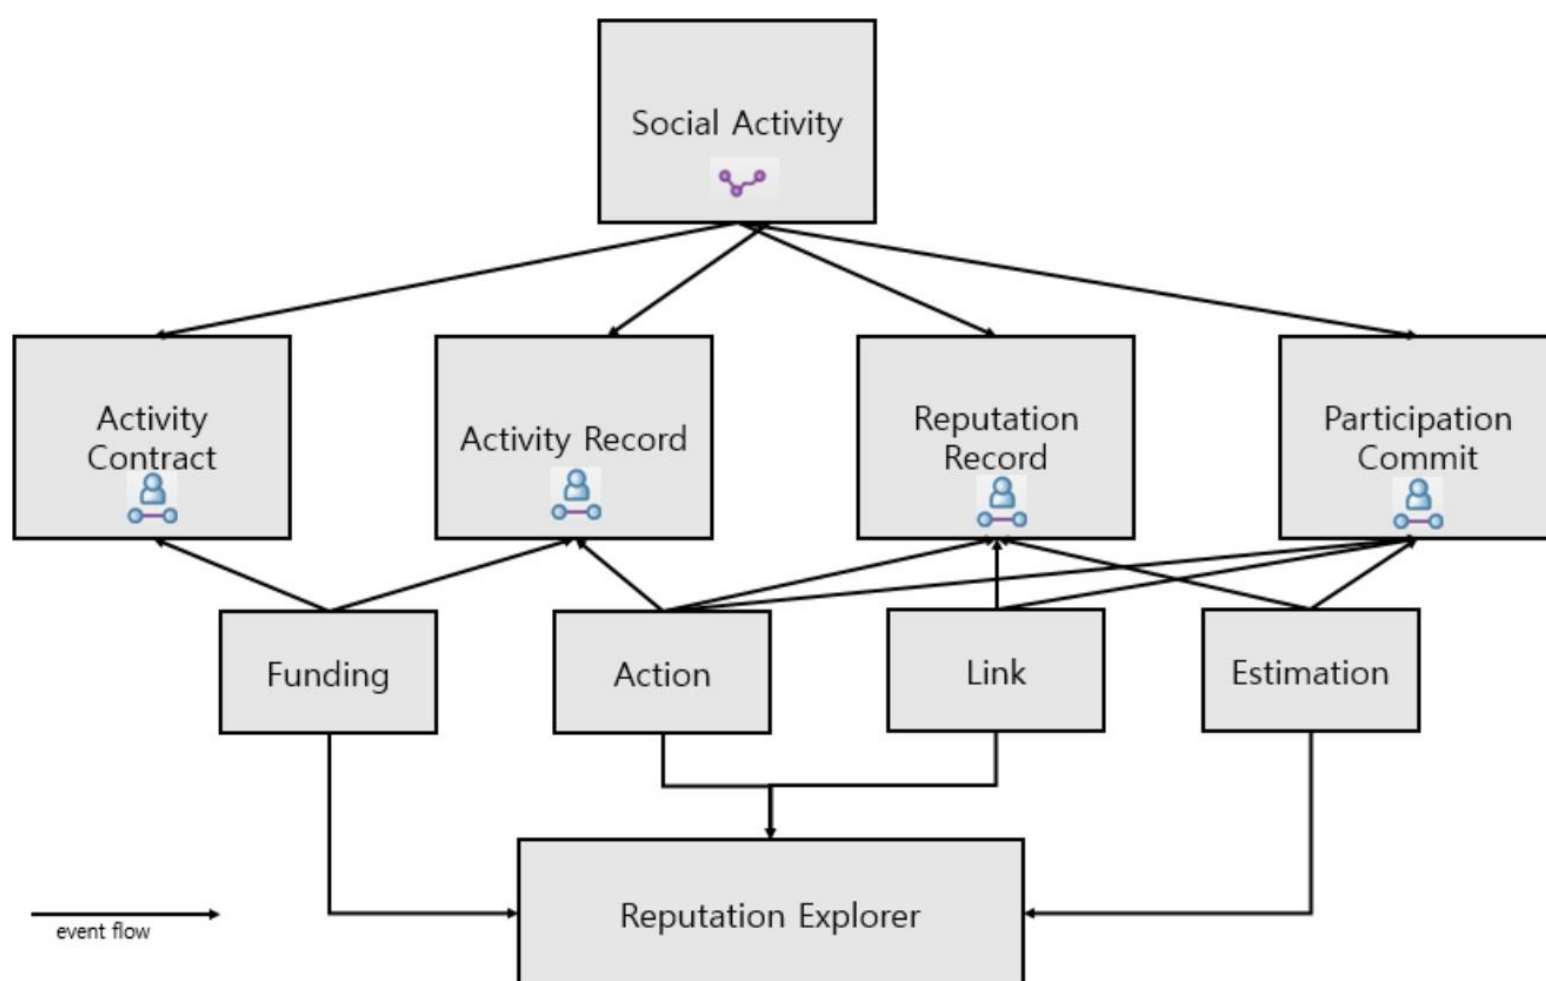 Social Activity
Activity
Contract
Activity Record
Reputation
Record
Participation
Commit
Funding
Action
Link
Estimation
Reputation Explorer
event flow